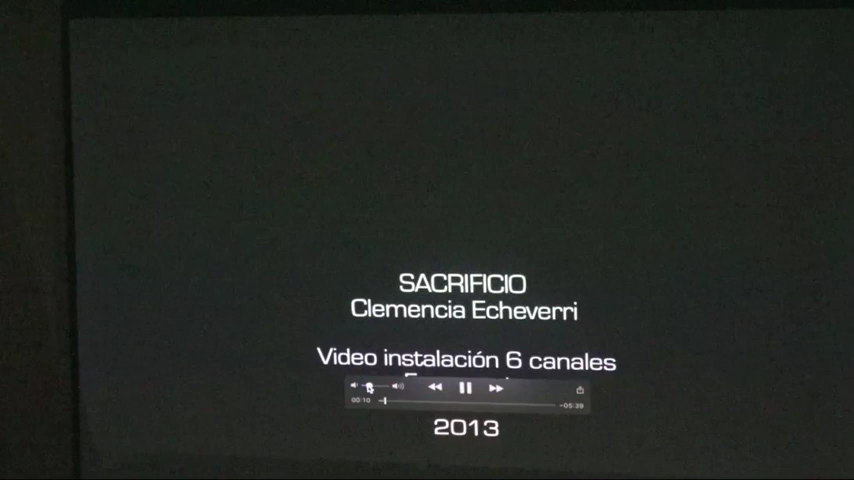 SACRIFICIO
Clemencia Echeverri
Video instalación 6 canales
00:10
-05:39
2013